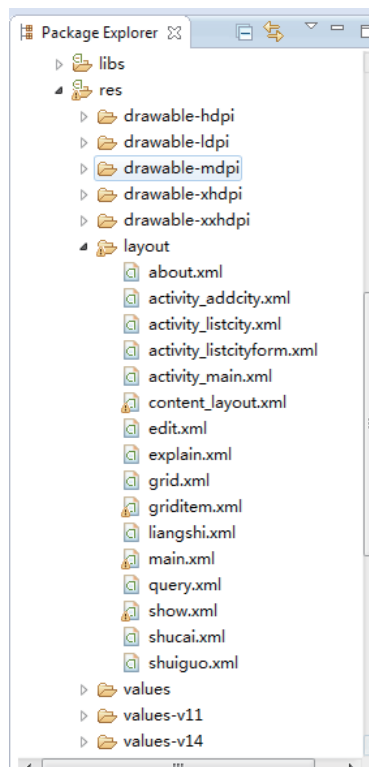 Package Explorer
libs
res
drawable-hdpi
drawable-ldpi
drawable-mdpi
drawable-xhdpi
drawable-xxhdpi
layout
about.xml
activity_addcity.xml
activity_listcity.xml
activity_listcityform.xml
activity_main.xml
content_layout.xml
edit.xml
explain.xml
grid.xml
griditem.xml
liangshi.xml
main.xml
query.xml
show.xml
shucai.xml
shuiguo.xml
values
values-v11
values-v14